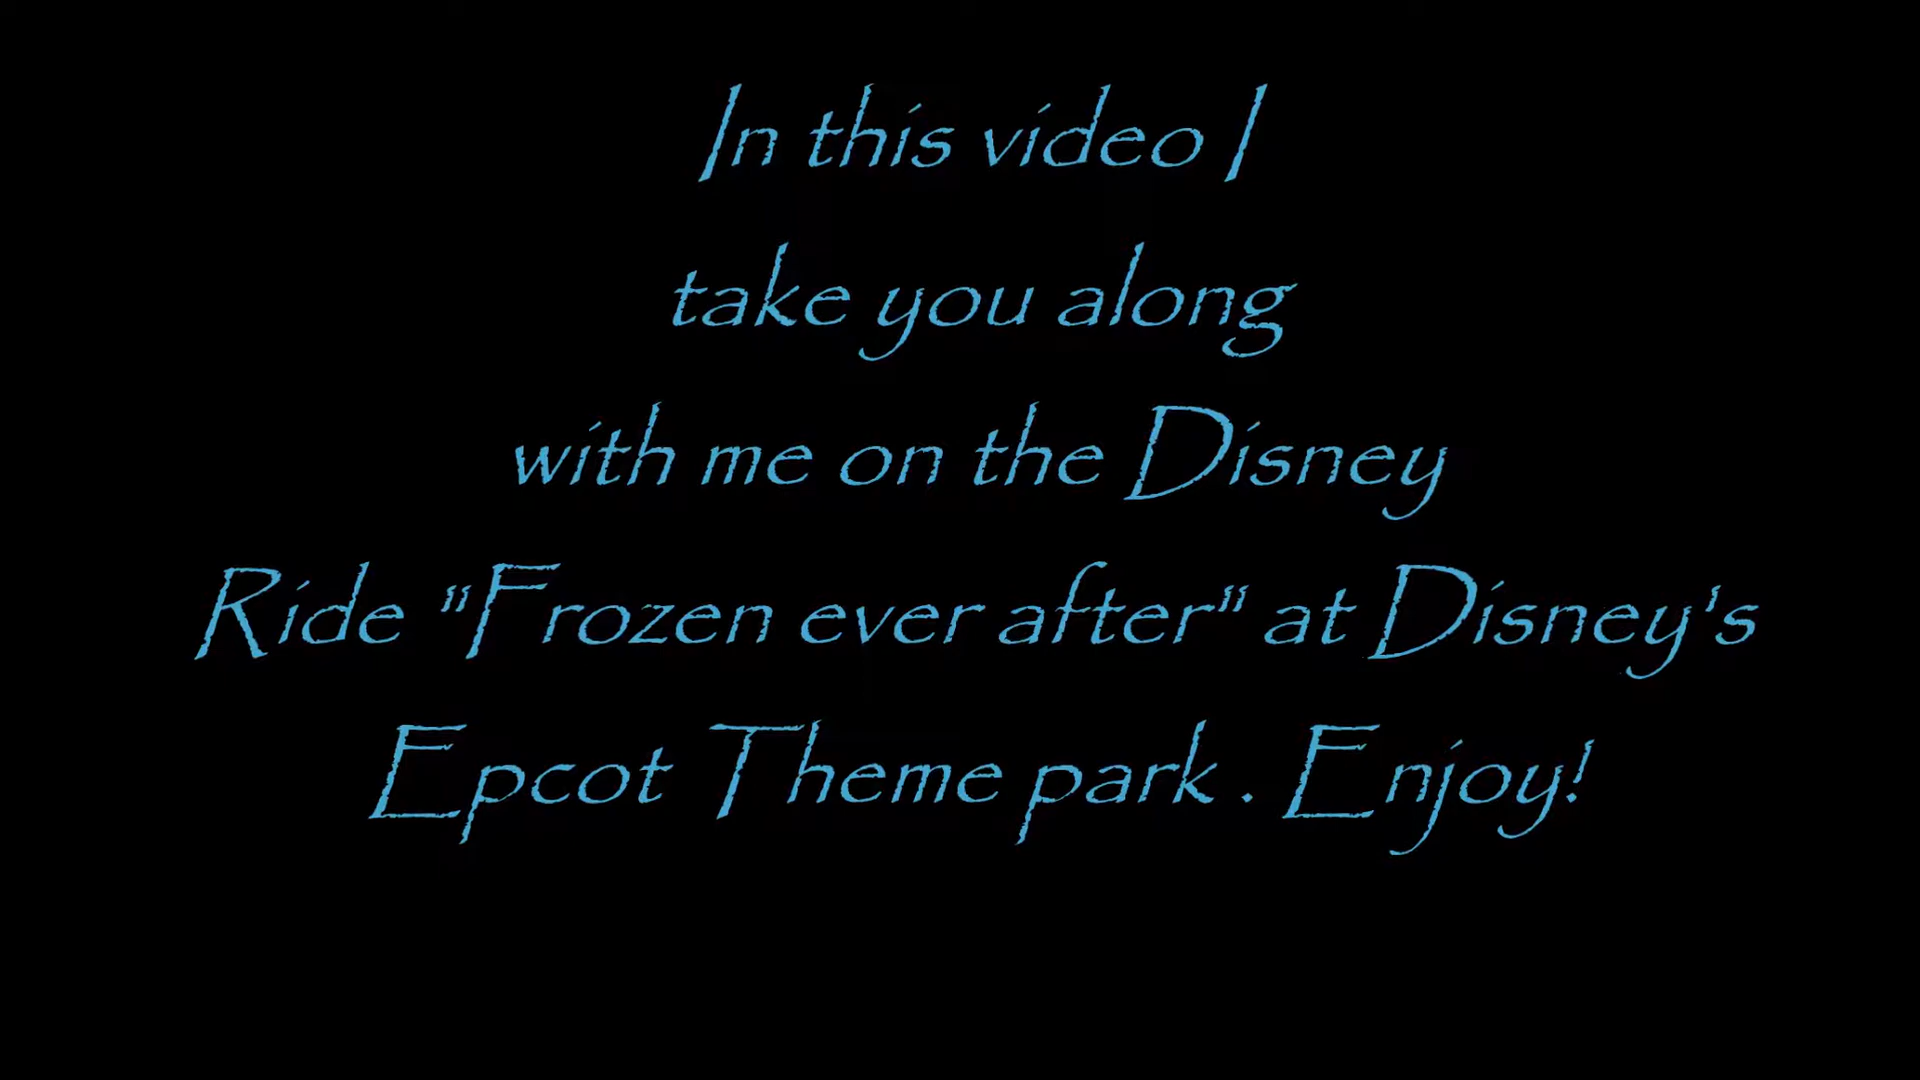 In this video I
take you along
with me on the Disney
Ride "Frozen ever after" at Disney's
Epcot Theme park . Enjoy!